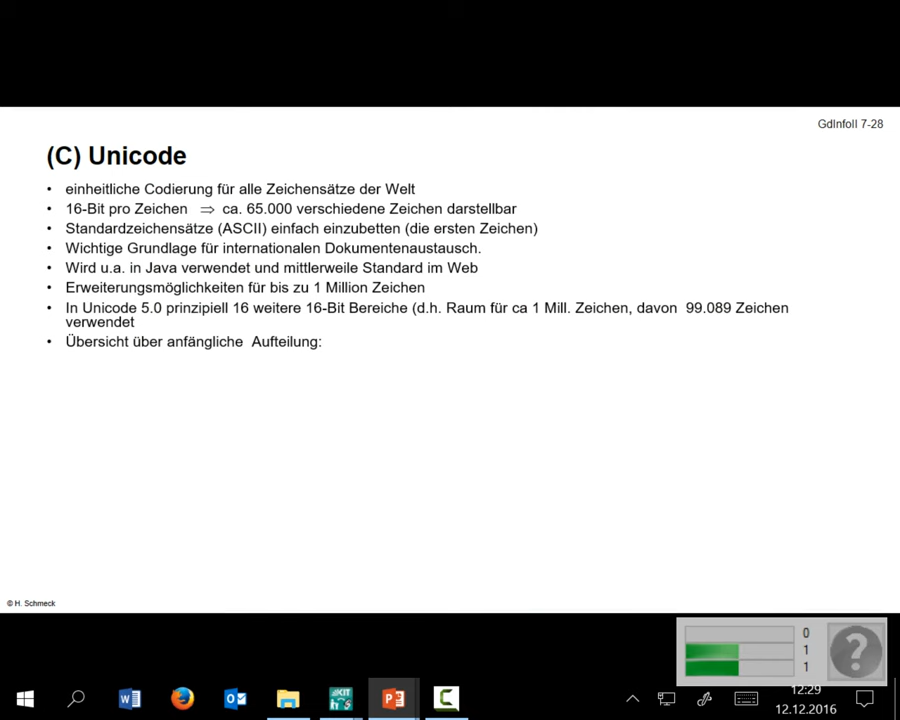 GdInfoII 7-28
(C) Unicode
• einheitliche Codierung für alle Zeichensätze der Welt
• 16-Bit pro Zeichen ⇒ ca. 65.000 verschiedene Zeichen darstellbar
• Standardzeichensätze (ASCII) einfach einzubetten (die ersten Zeichen)
• Wichtige Grundlage für internationalen Dokumentenaustausch.
• Wird u.a. in Java verwendet und mittlerweile Standard im Web
• Erweiterungsmöglichkeiten für bis zu 1 Million Zeichen
• In Unicode 5.0 prinzipiell 16 weitere 16-Bit Bereiche (d.h. Raum für ca 1 Mill. Zeichen, davon 99.089 Zeichen
verwendet
• Übersicht über anfängliche Aufteilung:
© H. Schmeck
0
1
1
?
KIT
12:29
12.12.2016